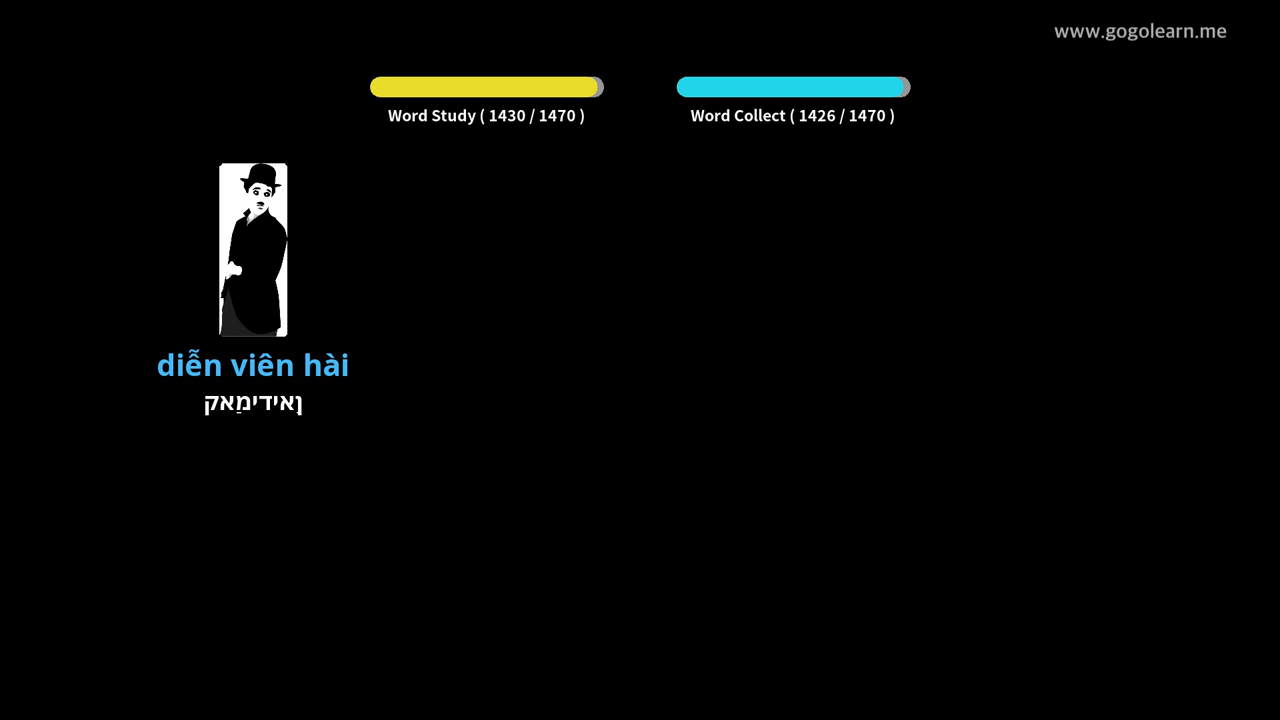 www.gogolearn.me
Word Study ( 1430 / 1470 )
Word Collect ( 1426 / 1470 )
diễn viên hài
ןָאידימַאק